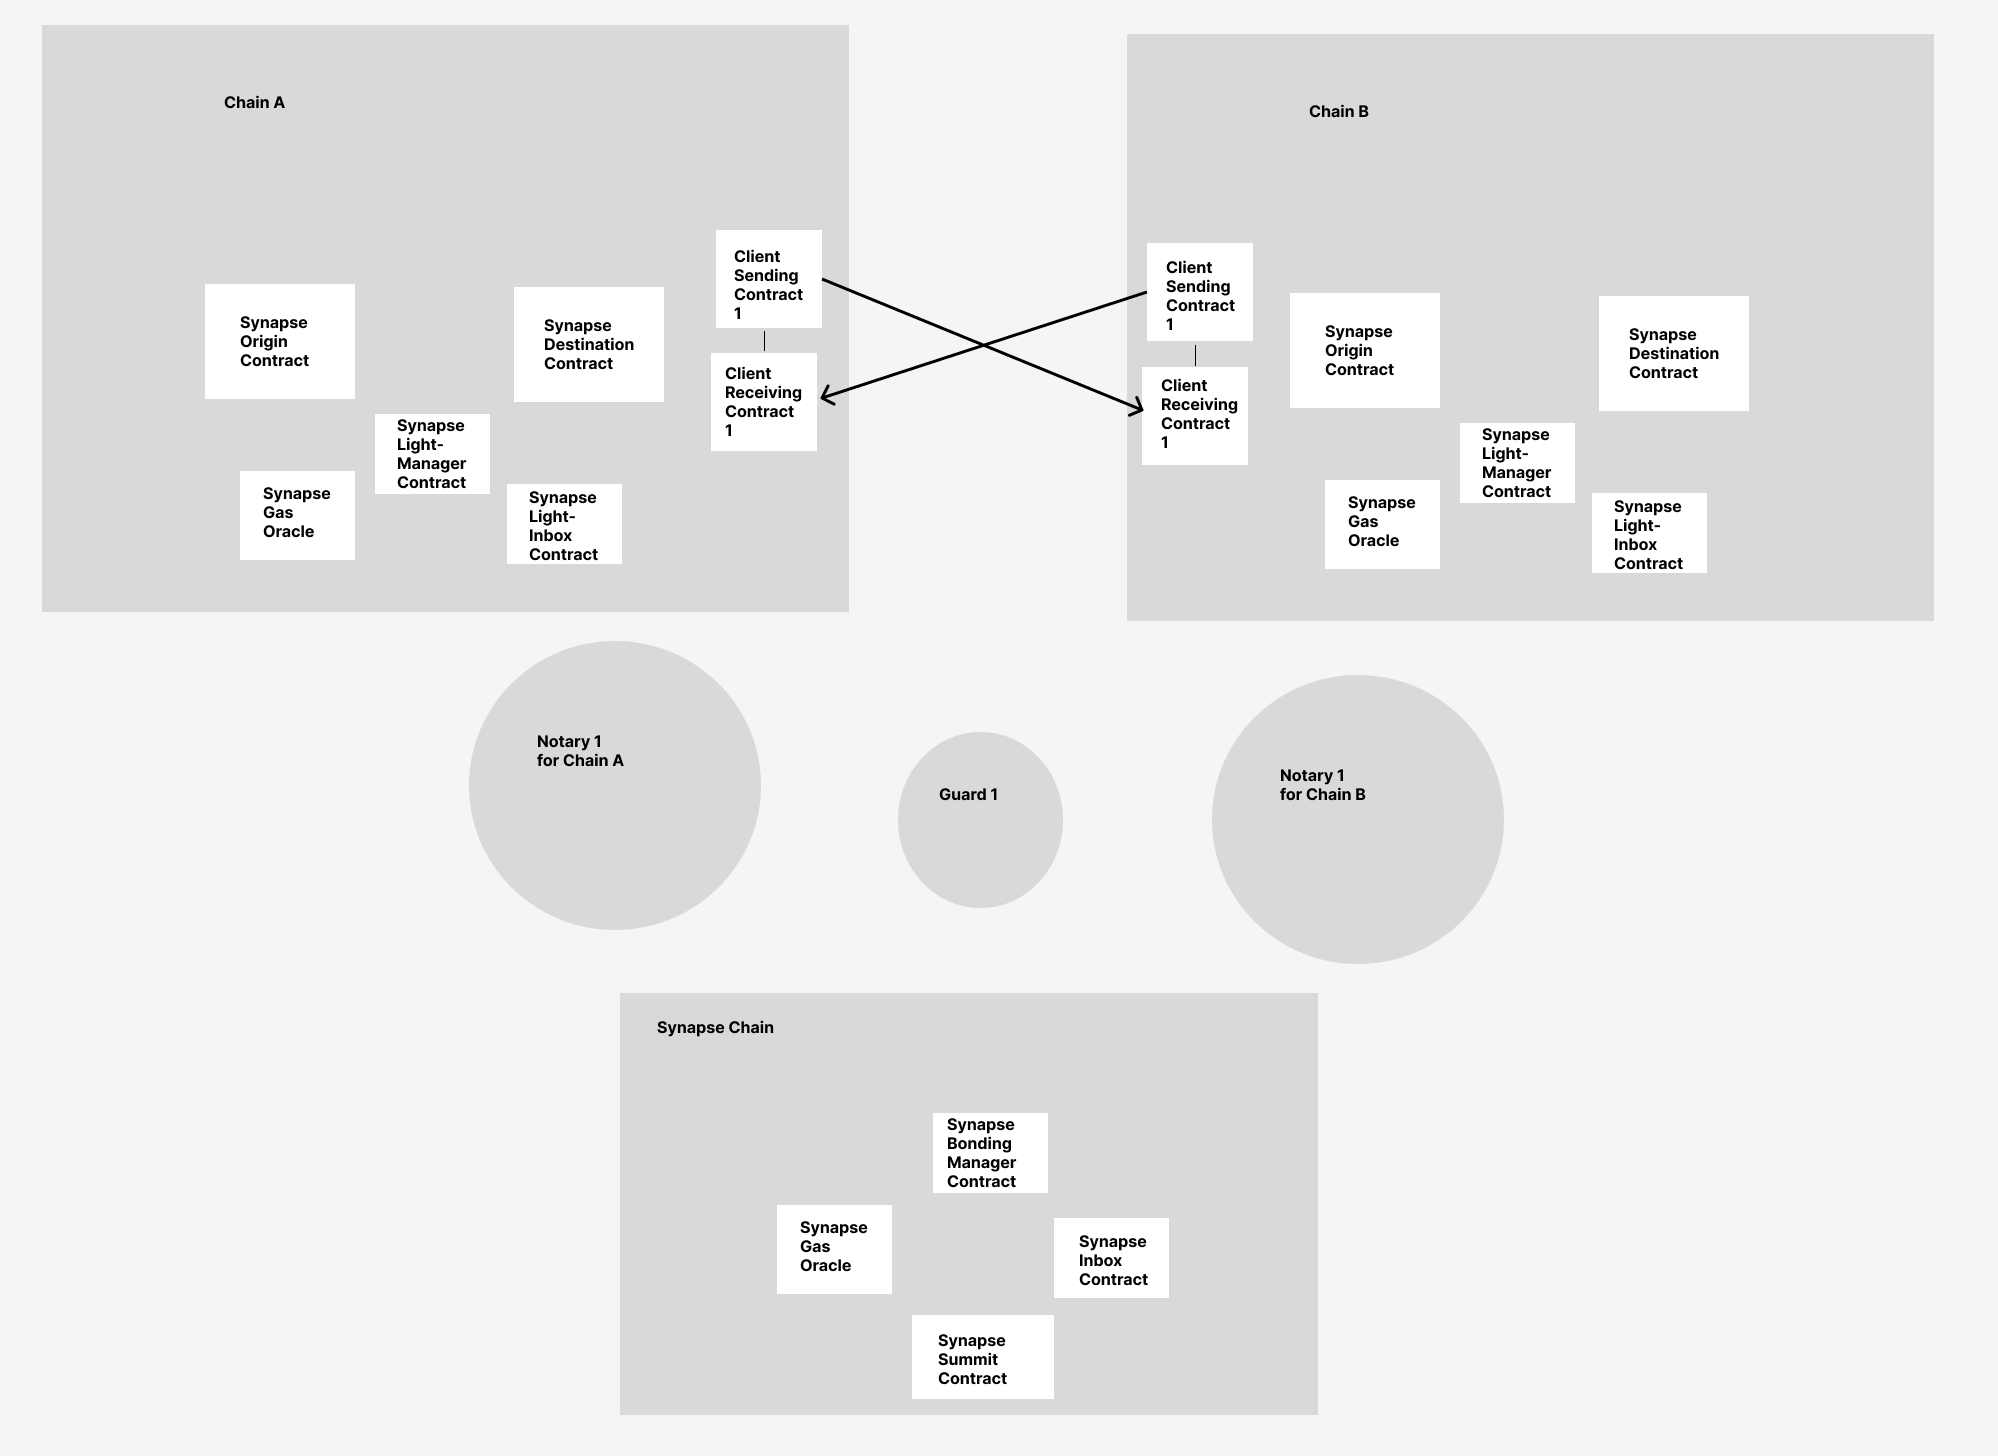 Chain A
Client
Sending
Contract
1
Synapse
Origin
Contract
Synapse
Destination
Contract
Client
Receiving
Contract
1
Synapse
Light-
Manager
Contract
Synapse
Gas
Oracle
Synapse
Light-
Inbox
Contract
Chain B
Client
Sending
Contract
1
Synapse
Origin
Contract
Synapse
Destination
Contract
Client
Receiving
Contract
1
Synapse
Light-
Manager
Contract
Synapse
Gas
Oracle
Synapse
Light-
Inbox
Contract
Notary 1
for Chain A
Guard 1
Notary 1
for Chain B
Synapse Chain
Synapse
Bonding
Manager
Contract
Synapse
Gas
Oracle
Synapse
Inbox
Contract
Synapse
Summit
Contract